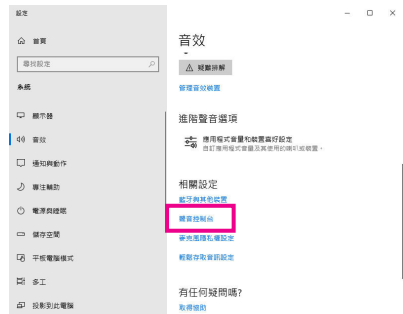 設定
首頁
尋找設定
系統
顯示器
音效
通知與動作
專注輔助
電源與睡眠
儲存空間
平板電腦模式
多工
投影到此電腦
音效
疑難排解
管理音效裝置
進階聲音選項
應用程式音量和裝置喜好設定
自訂應用程式音量及其使用的喇叭或裝置。
相關設定
藍牙與其他裝置
聲音控制台
麥克風隱私權設定
輕鬆存取音訊設定
有任何疑問嗎?
取得協助